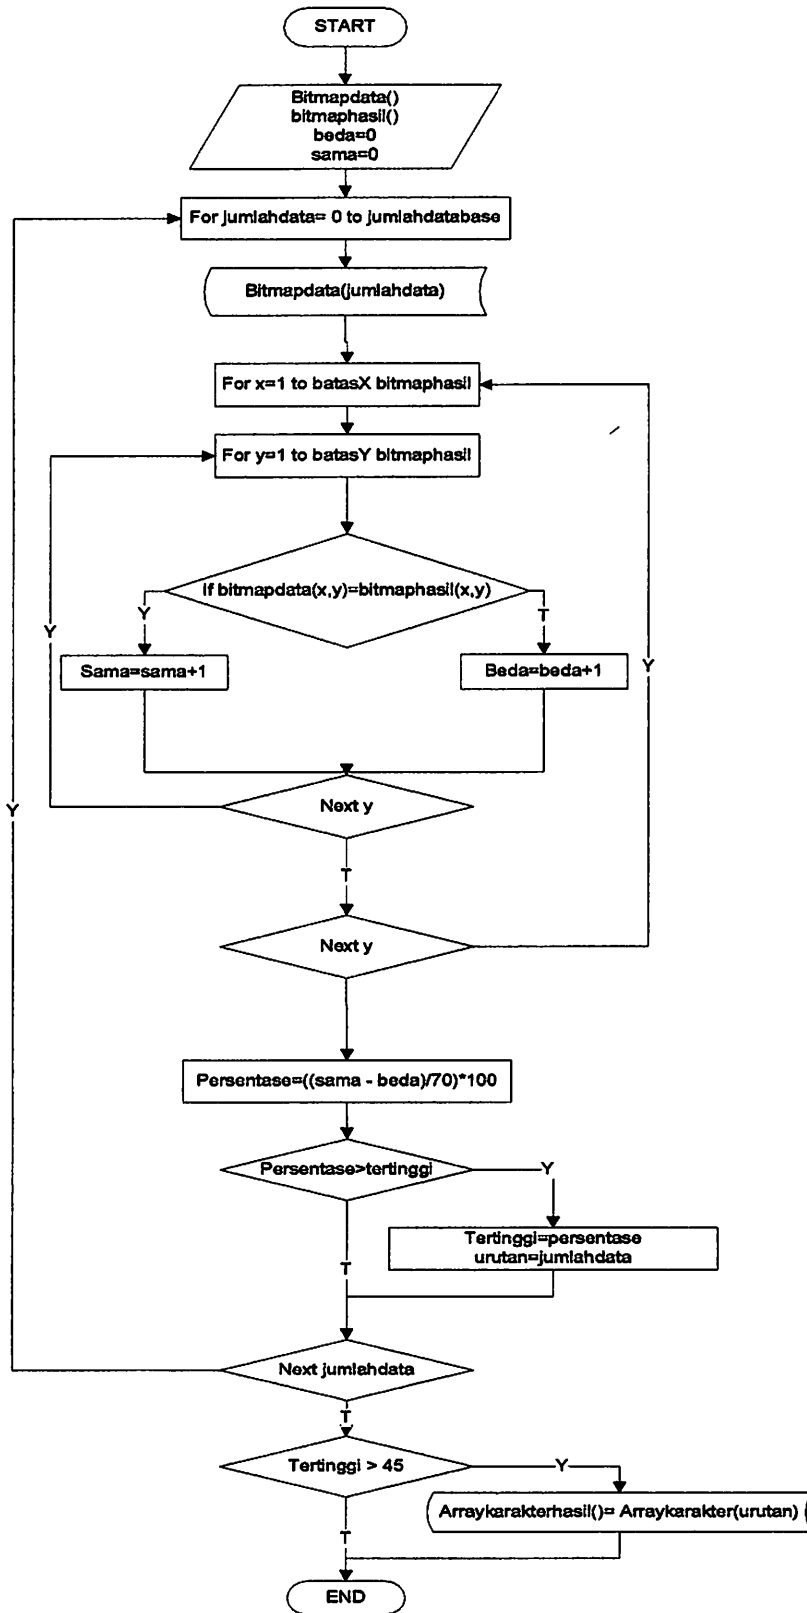 START
Bitmapdata()
bitmaphasil()
beda=0
sama=0
For jumlahdata= 0 to jumlahdatabase
Bitmapdata(jumlahdata)
For x=1 to batasX bitmaphasil
For y=1 to batasY bitmaphasil
If bitmapdata(x,y)=bitmaphasil(x,y)
Y
T
Y
Sama=sama+1
Beda=beda+1
Y
Next y
Y
T
Next y
Persentase=((sama - beda)/70)*100
Persentase>tertinggi
Y
Tertinggi=persentase
urutan=jumlahdata
T
Next jumlahdata
T
Tertinggi > 45
Y
Arraykarakterhasil()= Arraykarakter(urutan)
T
END